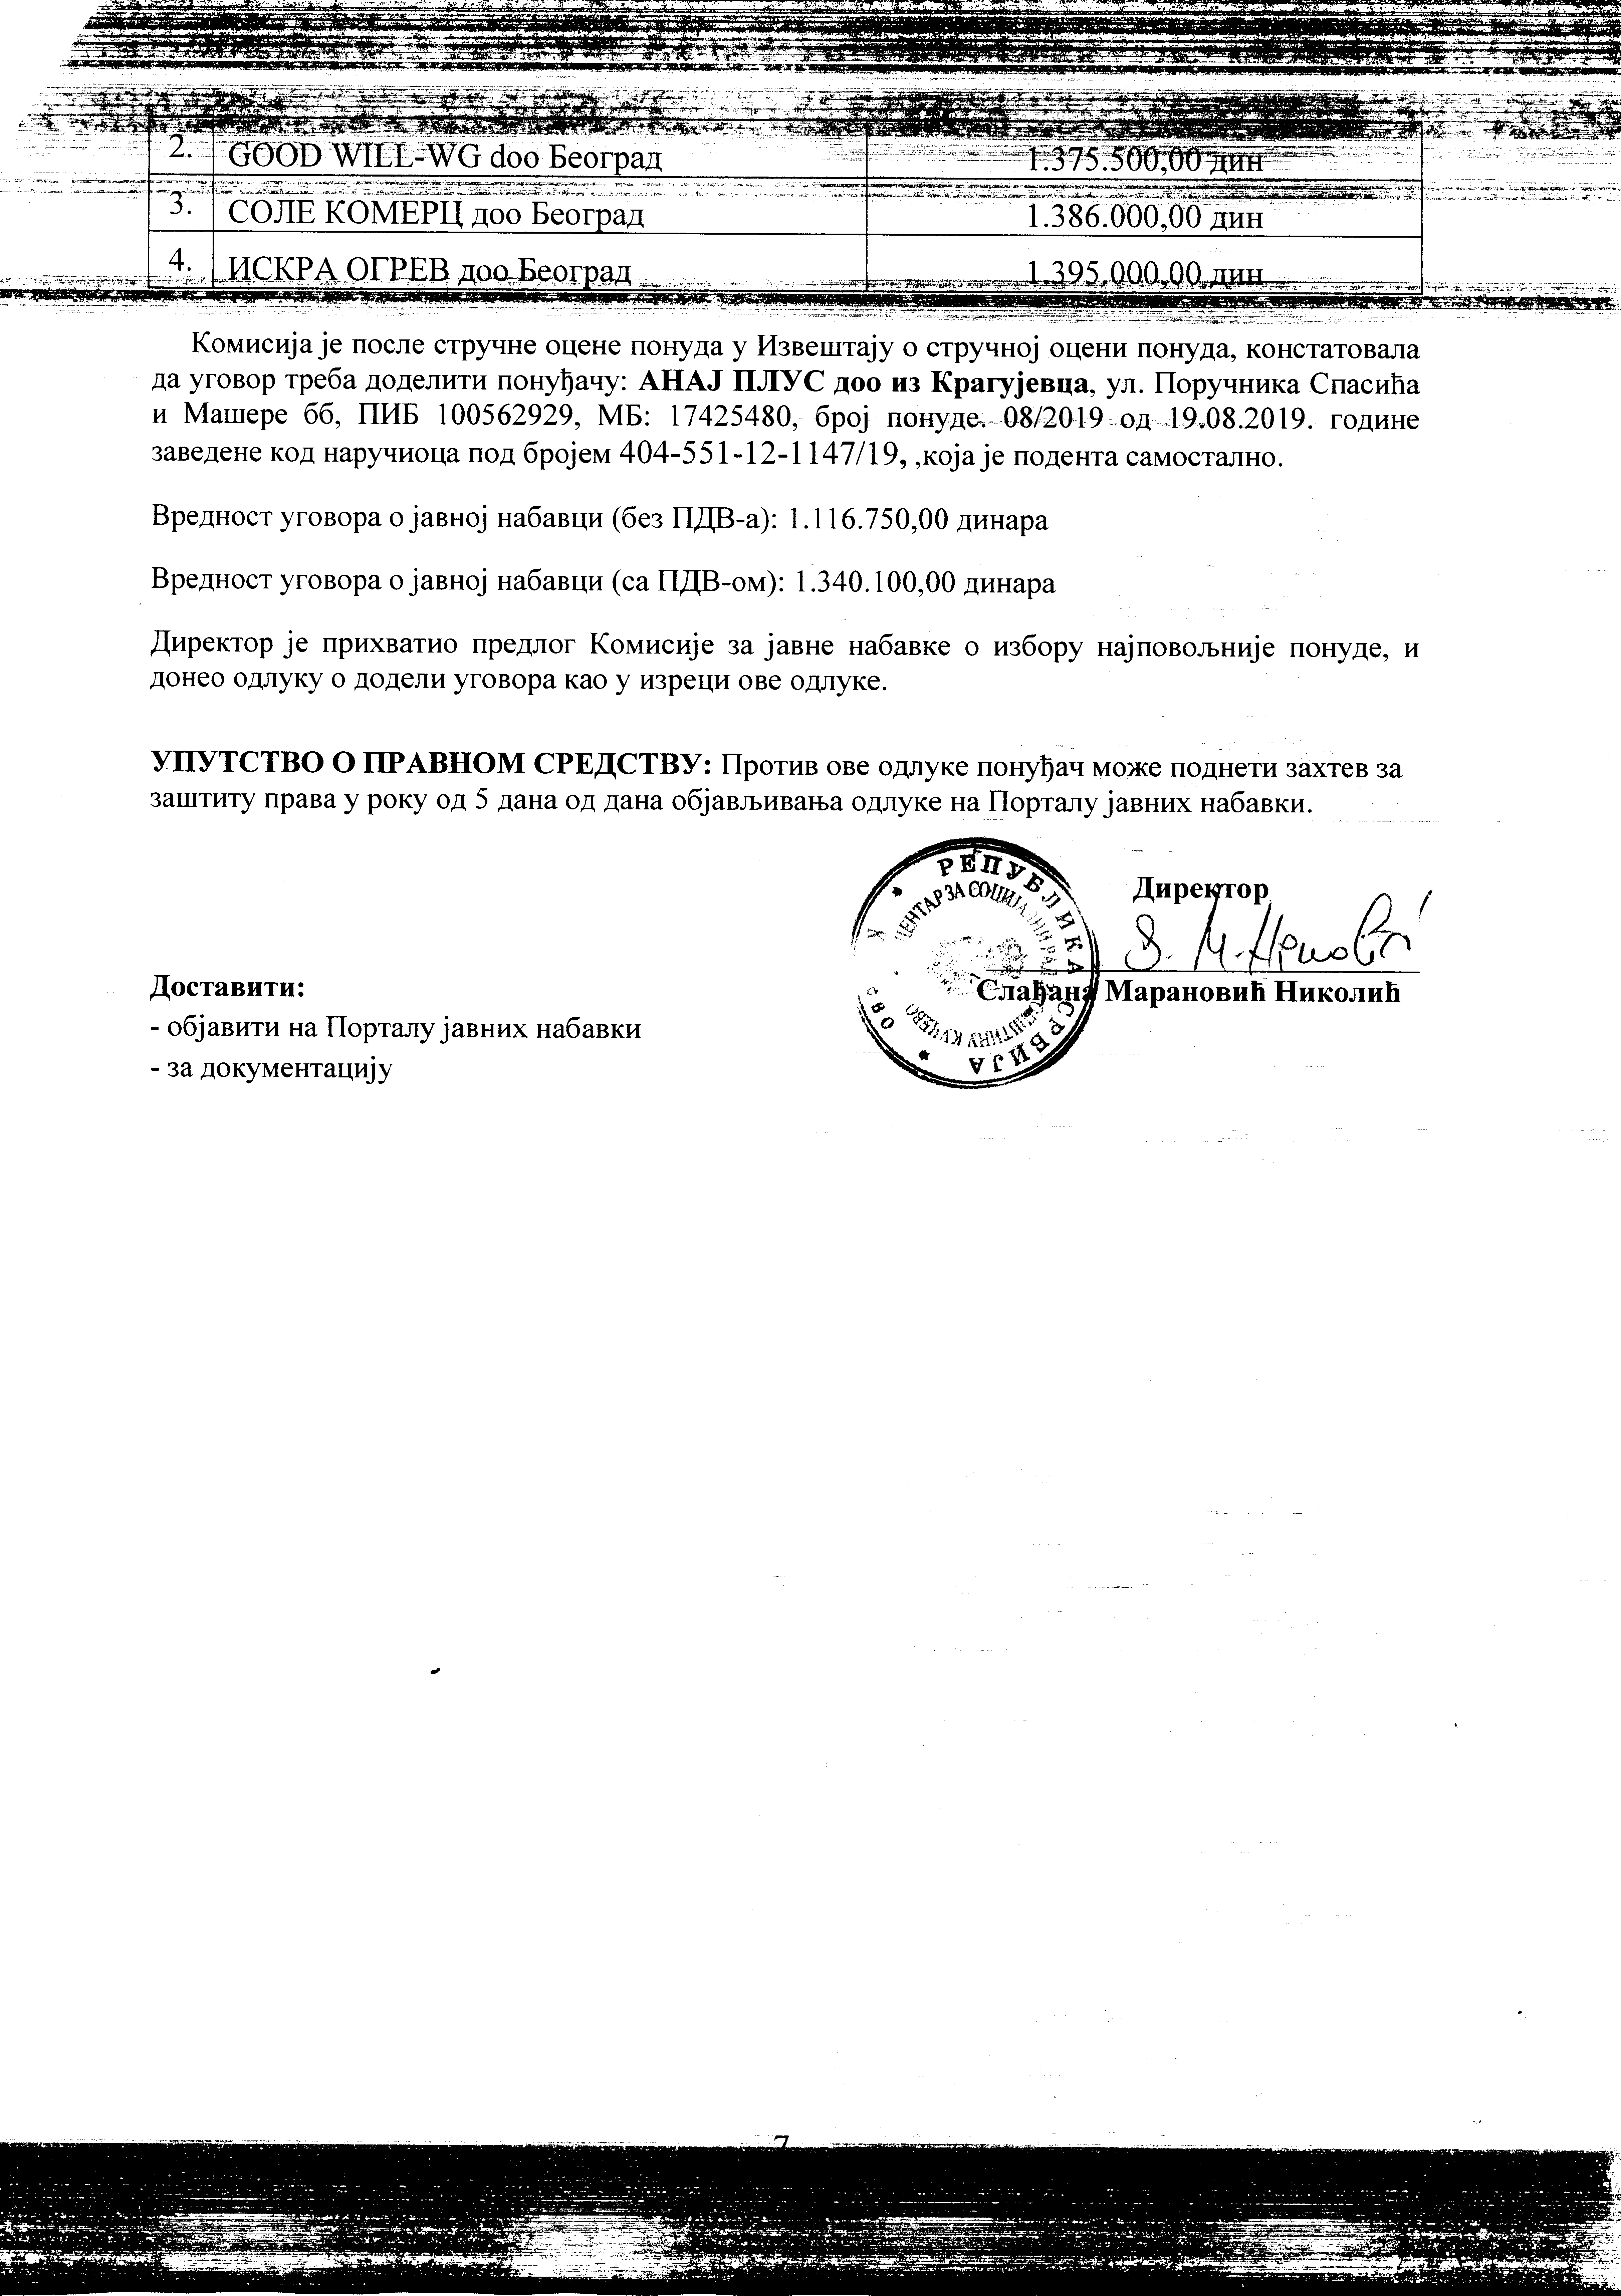 2. GOOD WILL-WG doo Београд 1.375.500,00 дин
3. СОЛЕ КОМЕРЦ доо Београд 1.386.000,00 дин
4. ИСКРА ОГРЕВ доо Београд 1.395.000,00 дин
Комисија је после стручне оцене понуда у Извештају о стручној оцени понуда, констатовала
да уговор треба доделити понуђачу: АНАЈ ПЛУС доо из Крагујевца, ул. Поручника Спасића
и Машере бб, ПИБ 100562929, МБ: 17425480, број понуде. 08/2019 од 19.08.2019. године
заведене код наручиоца под бројем 404-551-12-1147/19, ,која је подента самостално.
Вредност уговора о јавној набавци (без ПДВ-а): 1.116.750,00 динара
Вредност уговора о јавној набавци (са ПДВ-ом): 1.340.100,00 динара
Директор је прихватио предлог Комисије за јавне набавке о избору најповољније понуде, и
донео одлуку о додели уговора као у изреци ове одлуке.
УПУТСТВО О ПРАВНОМ СРЕДСТВУ: Против ове одлуке понуђач може поднети захтев за
заштиту права у року од 5 дана од дана објављивања одлуке на Порталу јавних набавки.
РЕПУБЛИКА СРБИЈА
ЦЕНТАР ЗА СОЦИЈАЛНИ РАД
КУЧЕВО
Директор
Слађана Марановић Николић
Доставити:
- објавити на Порталу јавних набавки
- за документацију
7